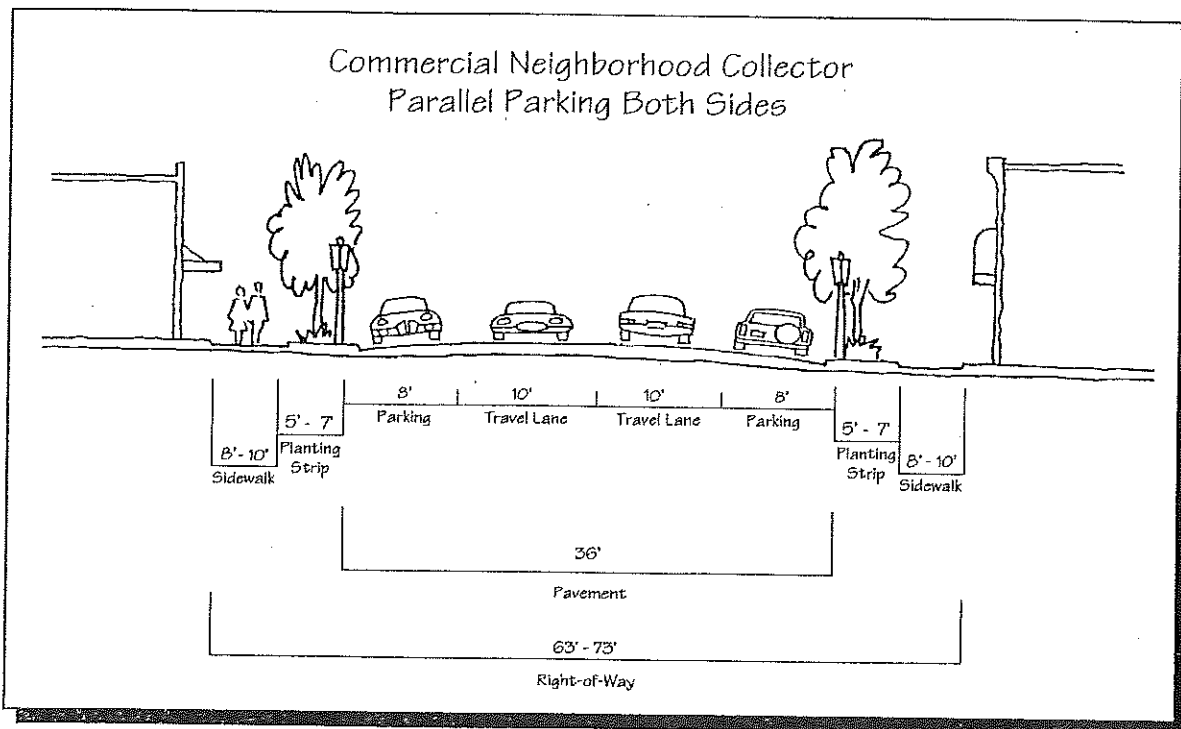 Commercial Neighborhood Collector
Parallel Parking Both Sides
8'
10'
10'
8'
Parking
Travel Lane
Travel Lane
Parking
5' - 7'
Planting
Strip
5' - 7'
Planting
Strip
8' - 10'
Sidewalk
8' - 10'
Sidewalk
36'
Pavement
63' - 73'
Right-of-Way